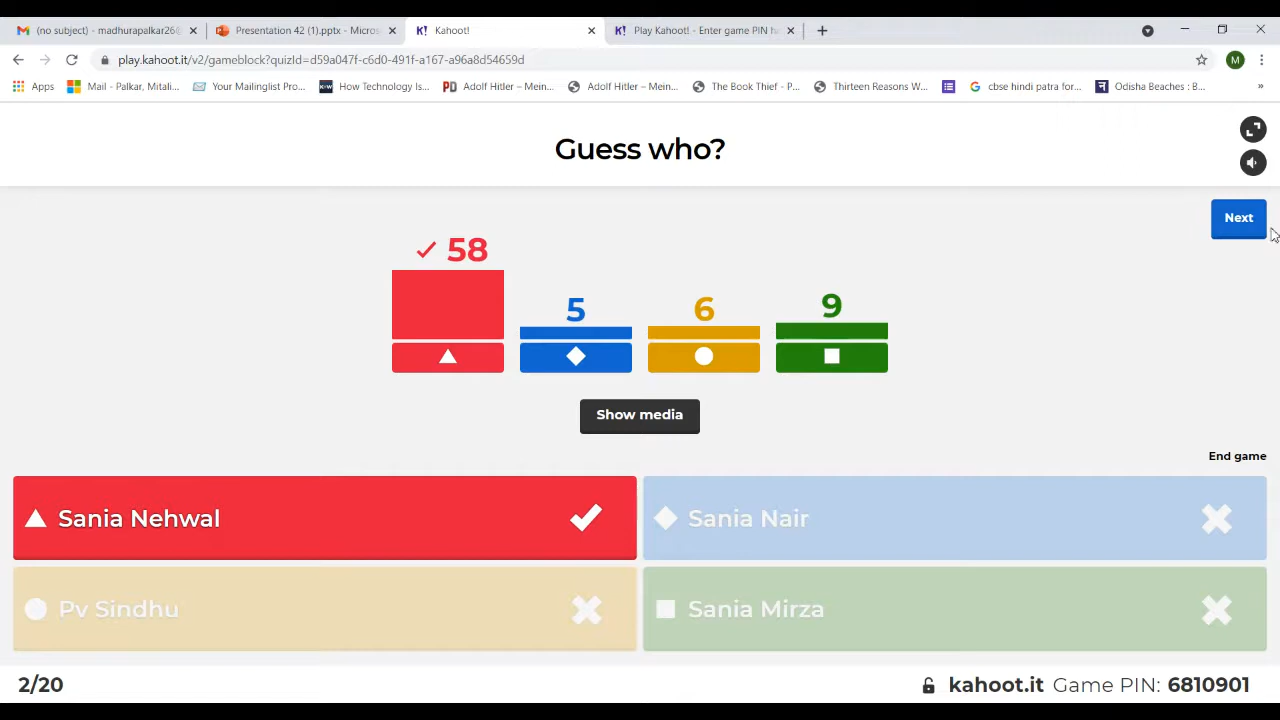 (no subject) - madhurapalkar26@
Presentation 42 (1).pptx - Micros
K! Kahoot!
K! Play Kahoot! - Enter game PIN h
play.kahoot.it/v2/gameblock?quizId=d59a047f-c6d0-491f-a167-a96a8d54659d
M
Apps
Mail - Palkar, Mitali...
Your Mailinglist Pro...
How Technology Is...
PD Adolf Hitler – Mein...
Adolf Hitler – Mein...
The Book Thief - P...
Thirteen Reasons W...
G cbse hindi patra for...
Odisha Beaches : B...
»
Guess who?
Next
58
5
6
9
Show media
End game
Sania Nehwal
Sania Nair
Pv Sindhu
Sania Mirza
2/20
kahoot.it Game PIN: 6810901